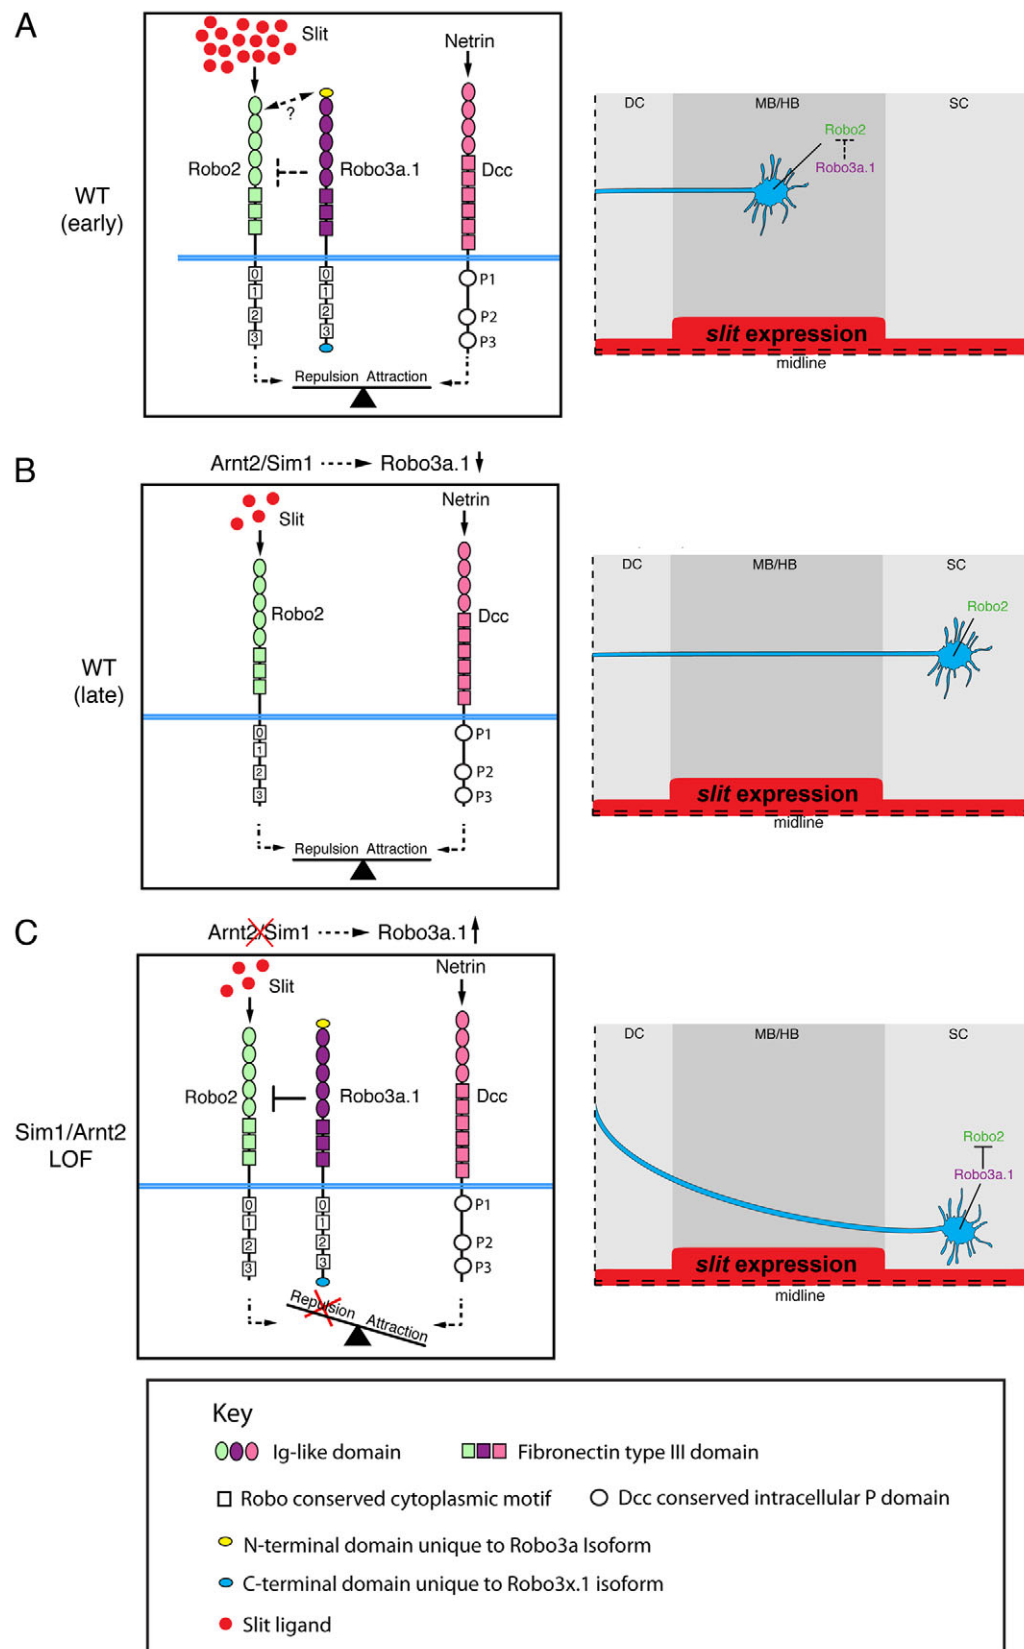 A
Slit
Netrin
?
Robo2
Robo3a.1
Dcc
WT
(early)
0
1
2
3
0
1
2
3
P1
P2
P3
Repulsion Attraction
DC
MB/HB
SC
Robo2
Robo3a.1
slit expression
midline
B
Arnt2/Sim1
Robo3a.1
Slit
Netrin
Robo2
Dcc
WT
(late)
0
1
2
3
P1
P2
P3
Repulsion Attraction
DC
MB/HB
SC
Robo2
slit expression
midline
C
Arnt2/Sim1
Robo3a.1
Slit
Netrin
Robo2
Robo3a.1
Dcc
Sim1/Arnt2
LOF
0
1
2
3
0
1
2
3
P1
P2
P3
Repulsion Attraction
DC
MB/HB
SC
Robo2
Robo3a.1
slit expression
midline
Key
Ig-like domain
Fibronectin type III domain
Robo conserved cytoplasmic motif
Dcc conserved intracellular P domain
N-terminal domain unique to Robo3a Isoform
C-terminal domain unique to Robo3x.1 isoform
Slit ligand